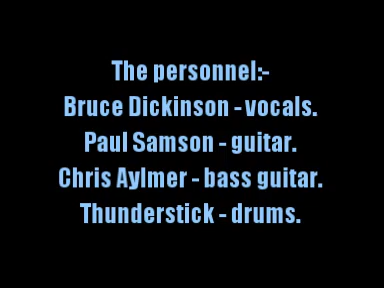 The personnel:-
Bruce Dickinson - vocals.
Paul Samson - guitar.
Chris Aylmer - bass guitar.
Thunderstick - drums.